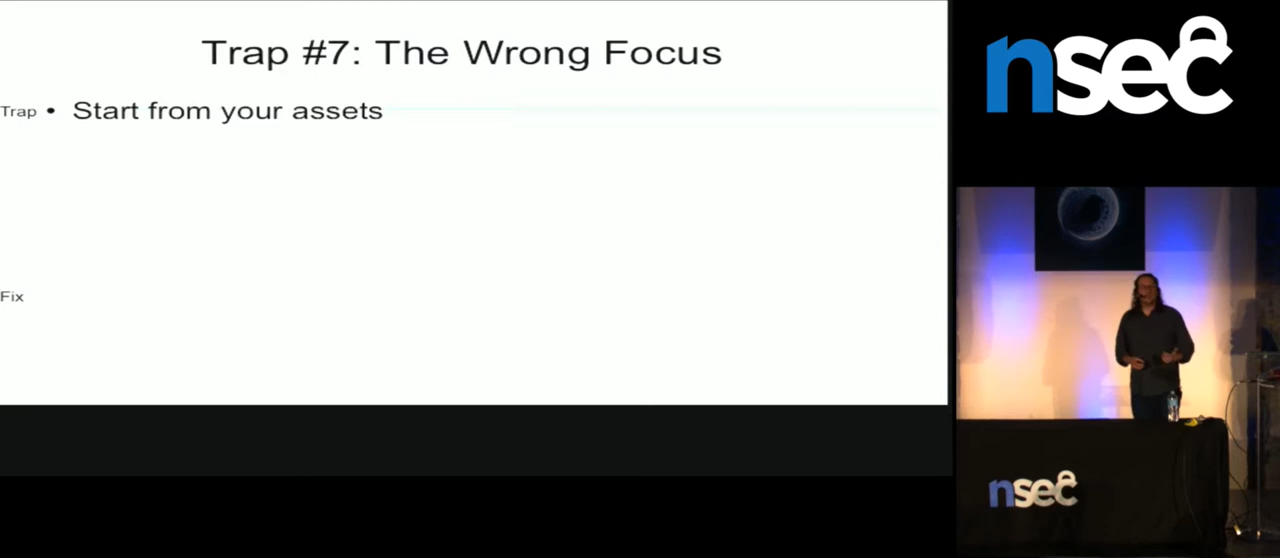 Trap #7: The Wrong Focus
Trap • Start from your assets
Fix
nsec
nsec